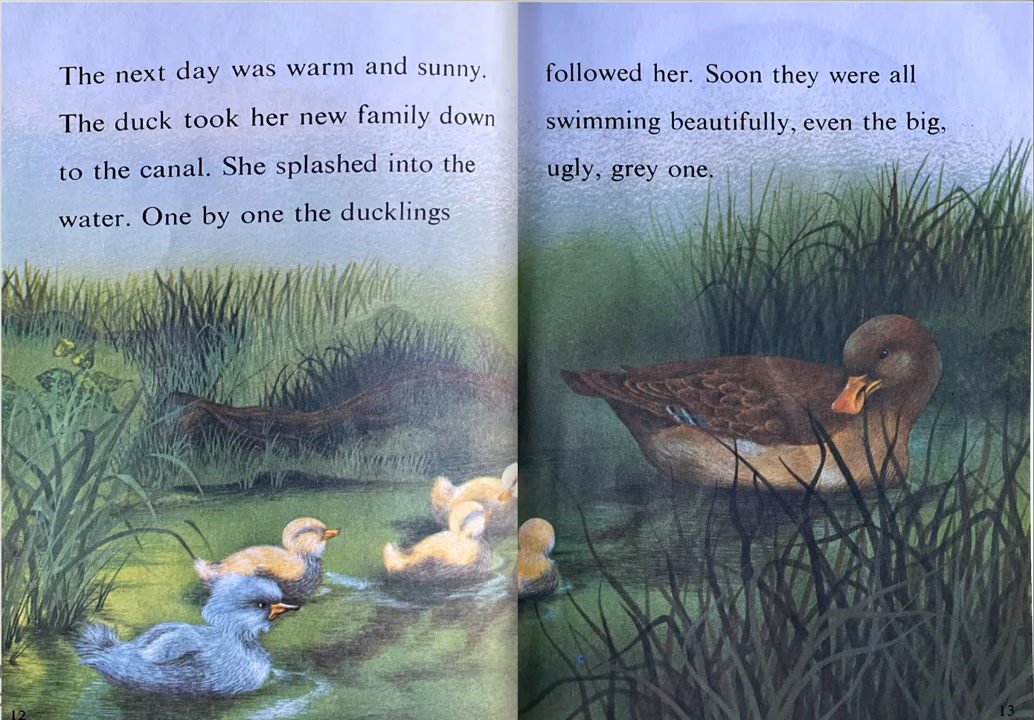 The next day was warm and sunny.
The duck took her new family down
to the canal. She splashed into the
water. One by one the ducklings
12
followed her. Soon they were all
swimming beautifully, even the big,
ugly, grey one.
13